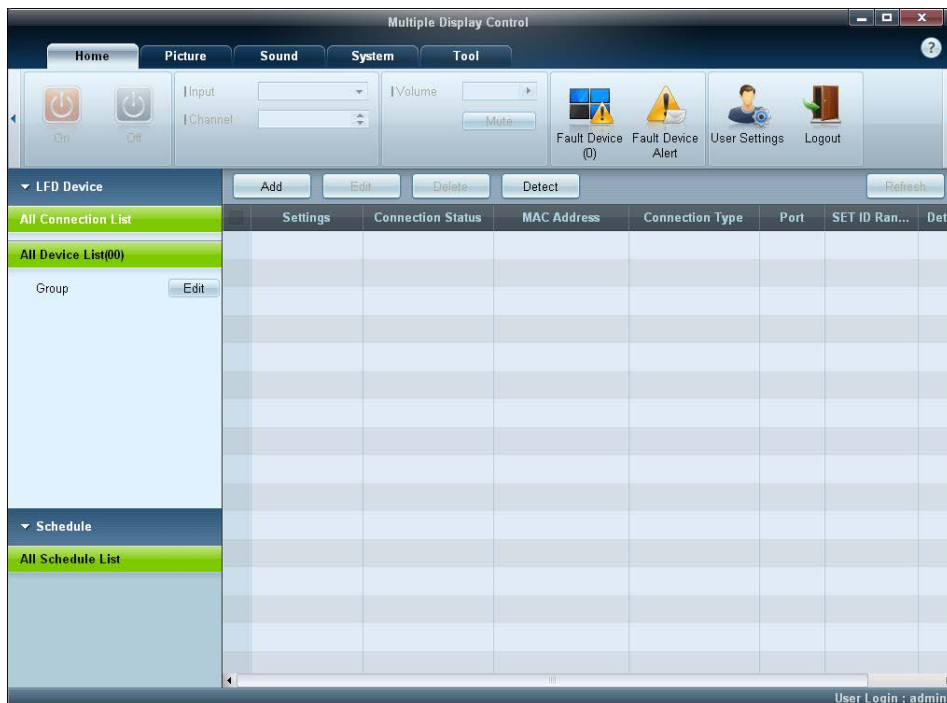 Multiple Display Control
Home Picture Sound System Tool
Input
Volume
Channel
Mute
On Off
Fault Device (0)
Fault Device Alert
User Settings
Logout
LFD Device
Add Edit Delete Detect Refresh
All Connection List
Settings Connection Status MAC Address Connection Type Port SET ID Ran... Det
All Device List(00)
Group Edit
Schedule
All Schedule List
User Login : admin